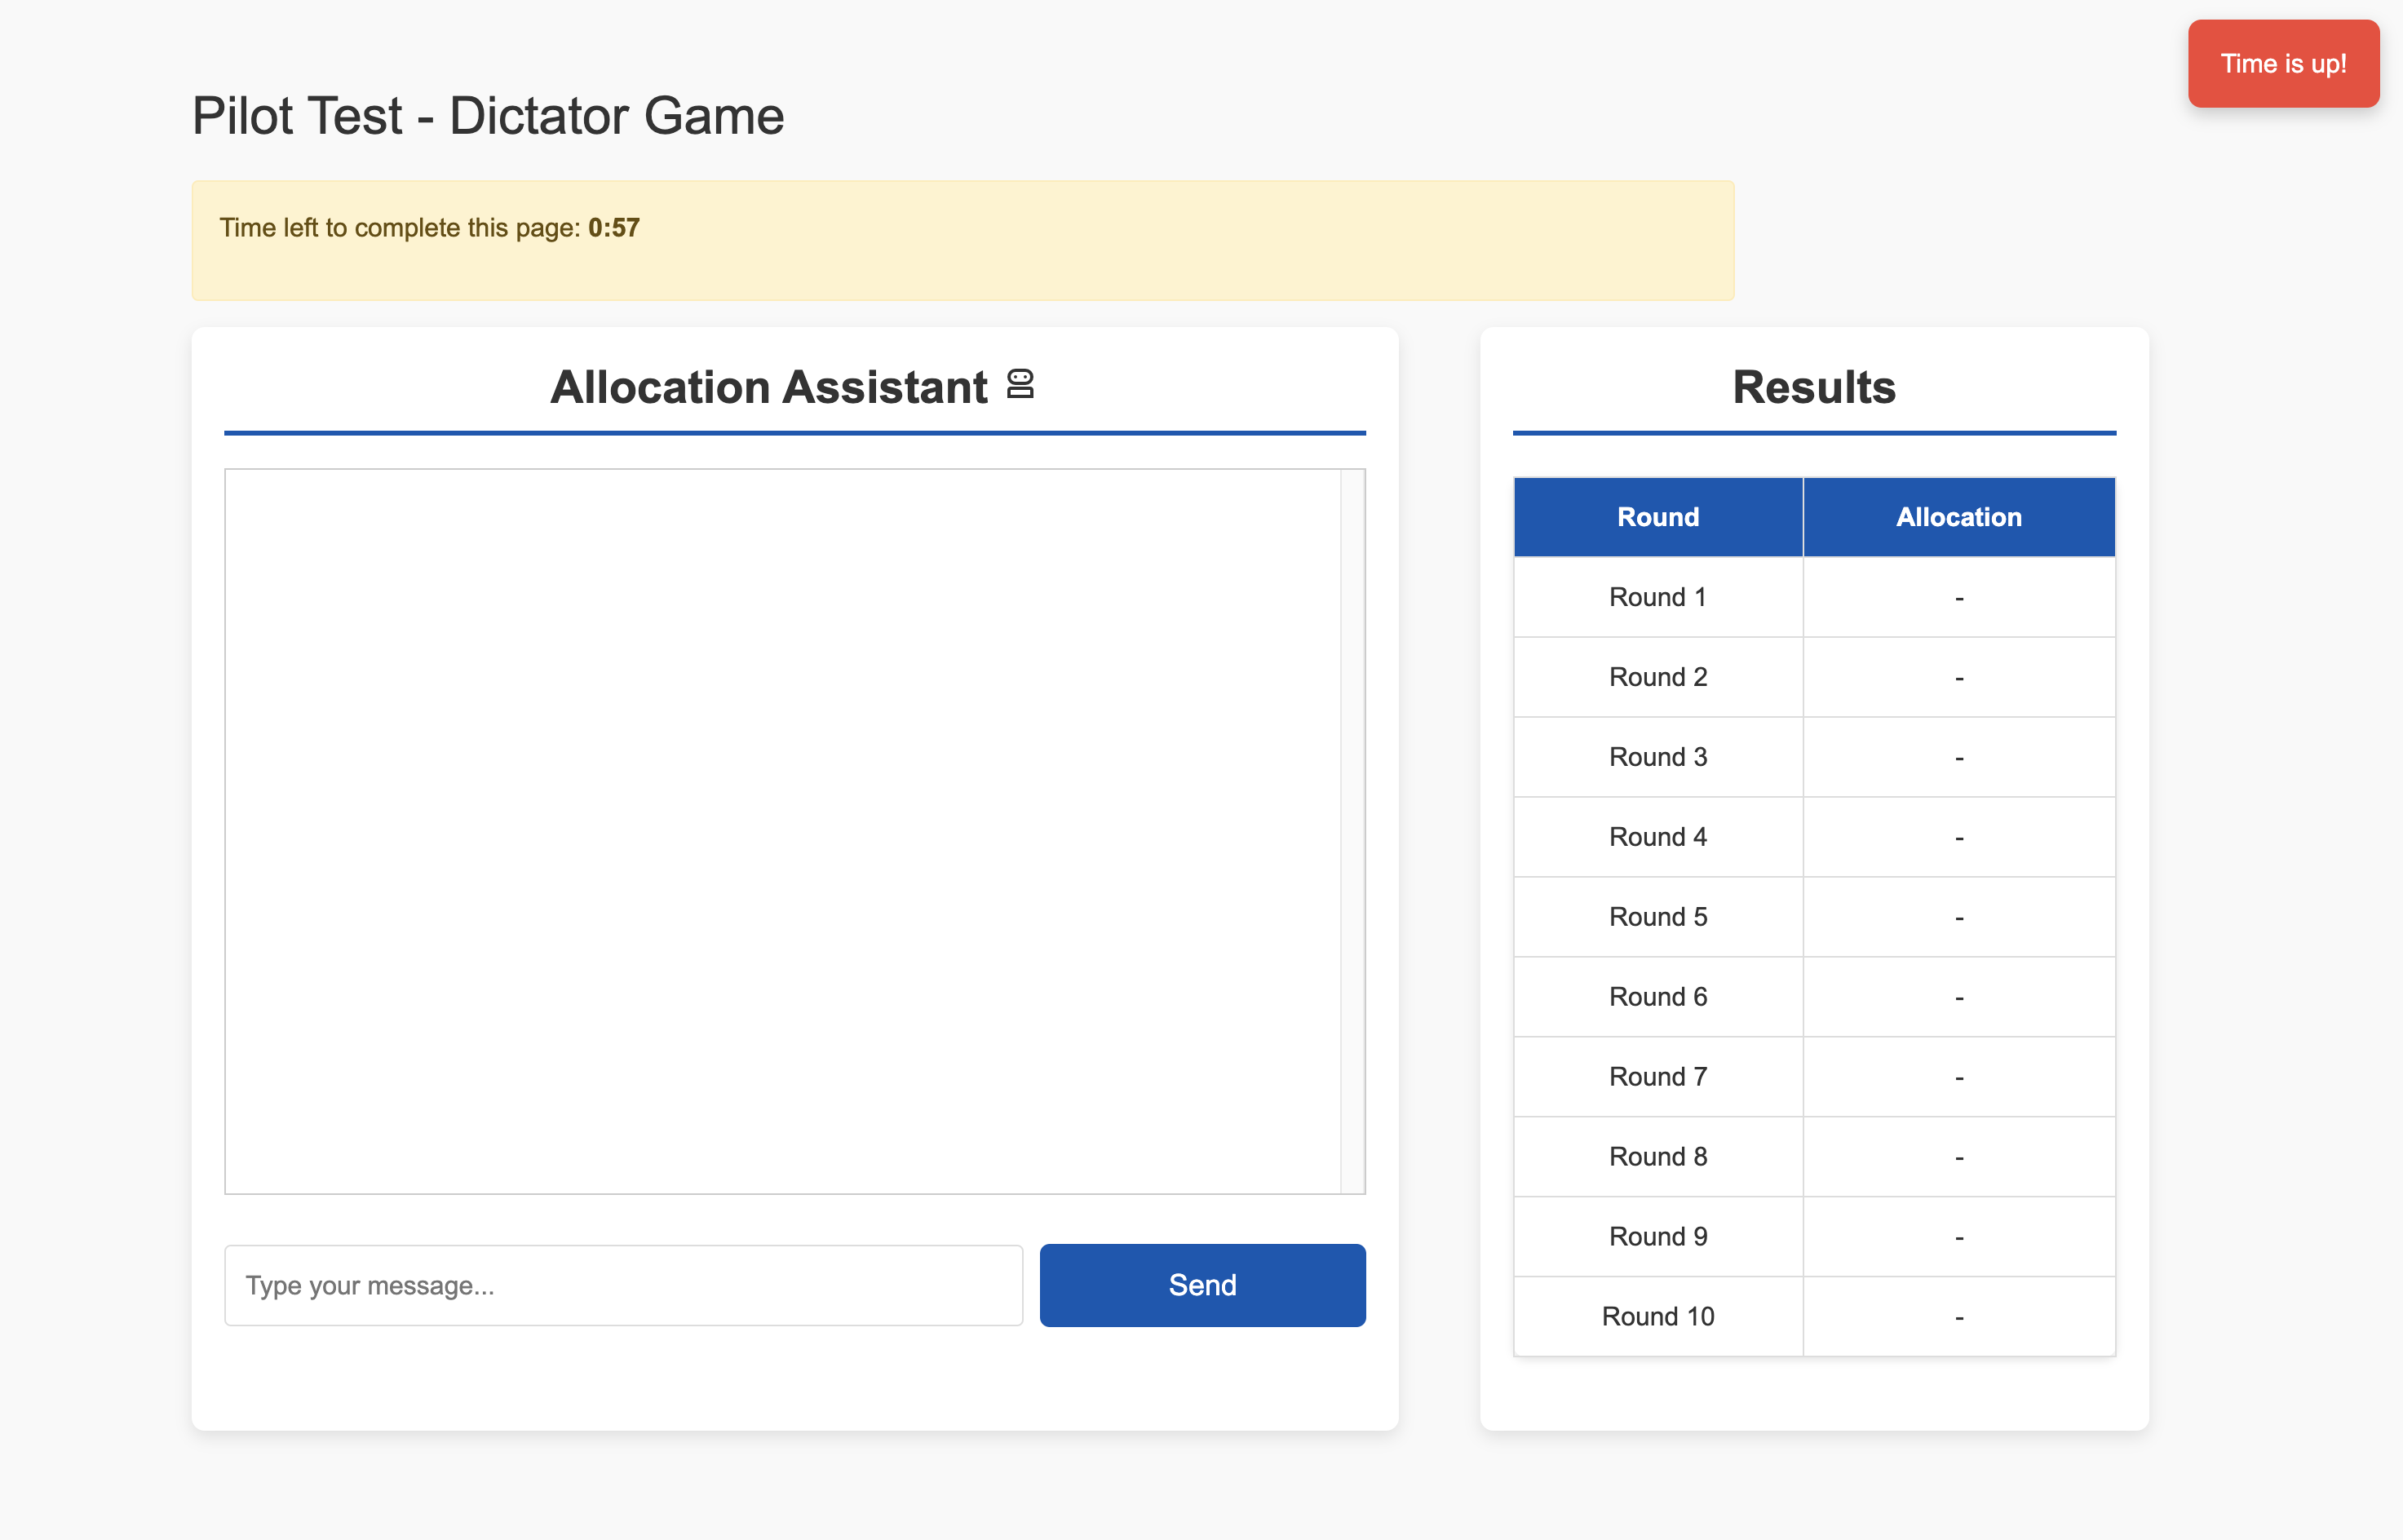 Time is up!
Pilot Test - Dictator Game
Time left to complete this page: 0:57
Allocation Assistant
Type your message...
Send
Results
Round Allocation
Round 1 -
Round 2 -
Round 3 -
Round 4 -
Round 5 -
Round 6 -
Round 7 -
Round 8 -
Round 9 -
Round 10 -